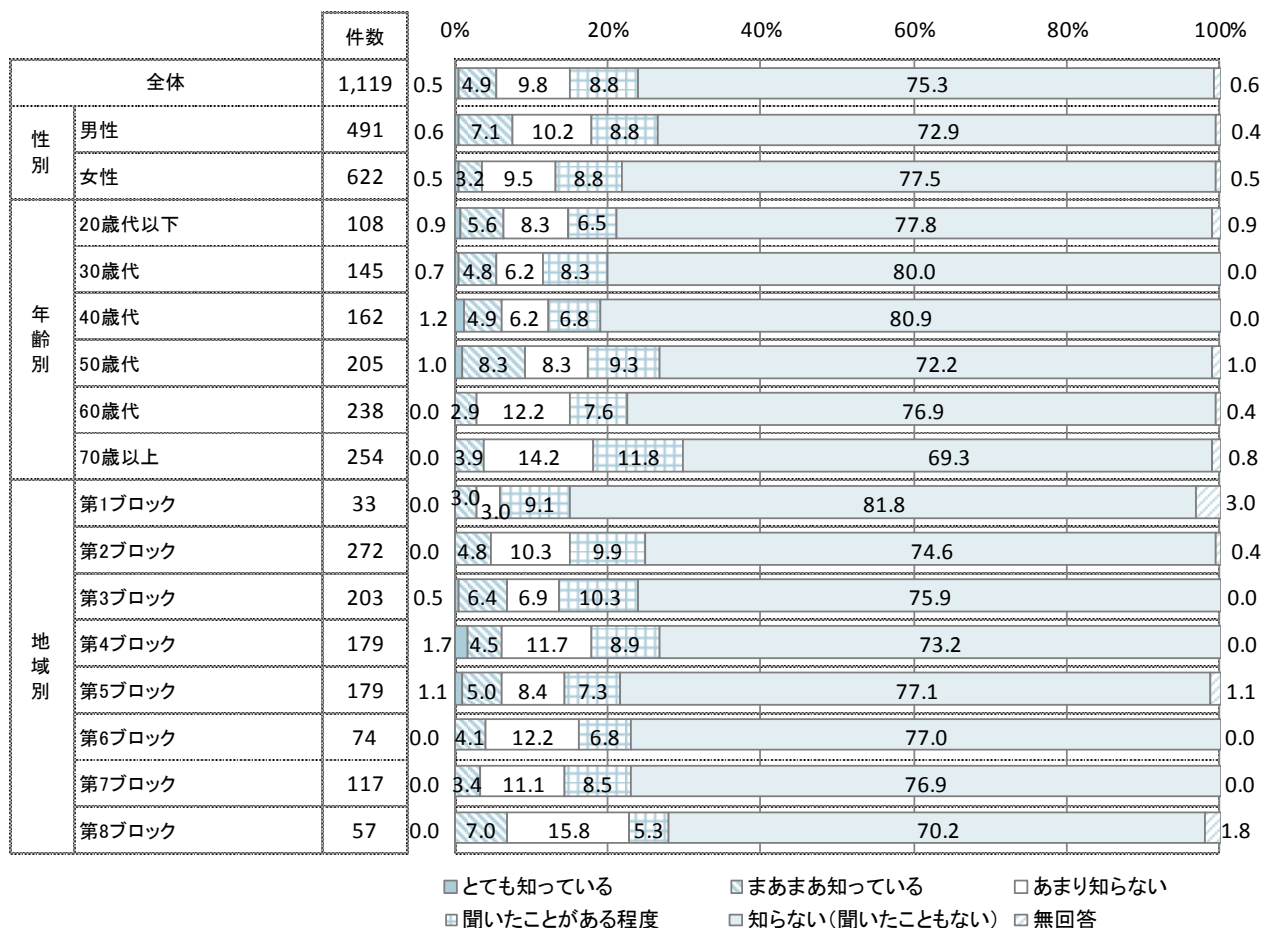 件数 0% 20% 40% 60% 80% 100%
全体 1,119 0.5 4.9 9.8 8.8 75.3 0.6
性別
男性 491 0.6 7.1 10.2 8.8 72.9 0.4
女性 622 0.5 3.2 9.5 8.8 77.5 0.5
年齢別
20歳代以下 108 0.9 5.6 8.3 6.5 77.8 0.9
30歳代 145 0.7 4.8 6.2 8.3 80.0 0.0
40歳代 162 1.2 4.9 6.2 6.8 80.9 0.0
50歳代 205 1.0 8.3 8.3 9.3 72.2 1.0
60歳代 238 0.0 2.9 12.2 7.6 76.9 0.4
70歳以上 254 0.0 3.9 14.2 11.8 69.3 0.8
地域別
第1ブロック 33 0.0 3.0 3.0 9.1 81.8 3.0
第2ブロック 272 0.0 4.8 10.3 9.9 74.6 0.4
第3ブロック 203 0.5 6.4 6.9 10.3 75.9 0.0
第4ブロック 179 1.7 4.5 11.7 8.9 73.2 0.0
第5ブロック 179 1.1 5.0 8.4 7.3 77.1 1.1
第6ブロック 74 0.0 4.1 12.2 6.8 77.0 0.0
第7ブロック 117 0.0 3.4 11.1 8.5 76.9 0.0
第8ブロック 57 0.0 7.0 15.8 5.3 70.2 1.8
とても知っている まあまあ知っている あまり知らない
聞いたことがある程度 知らない(聞いたこともない) 無回答